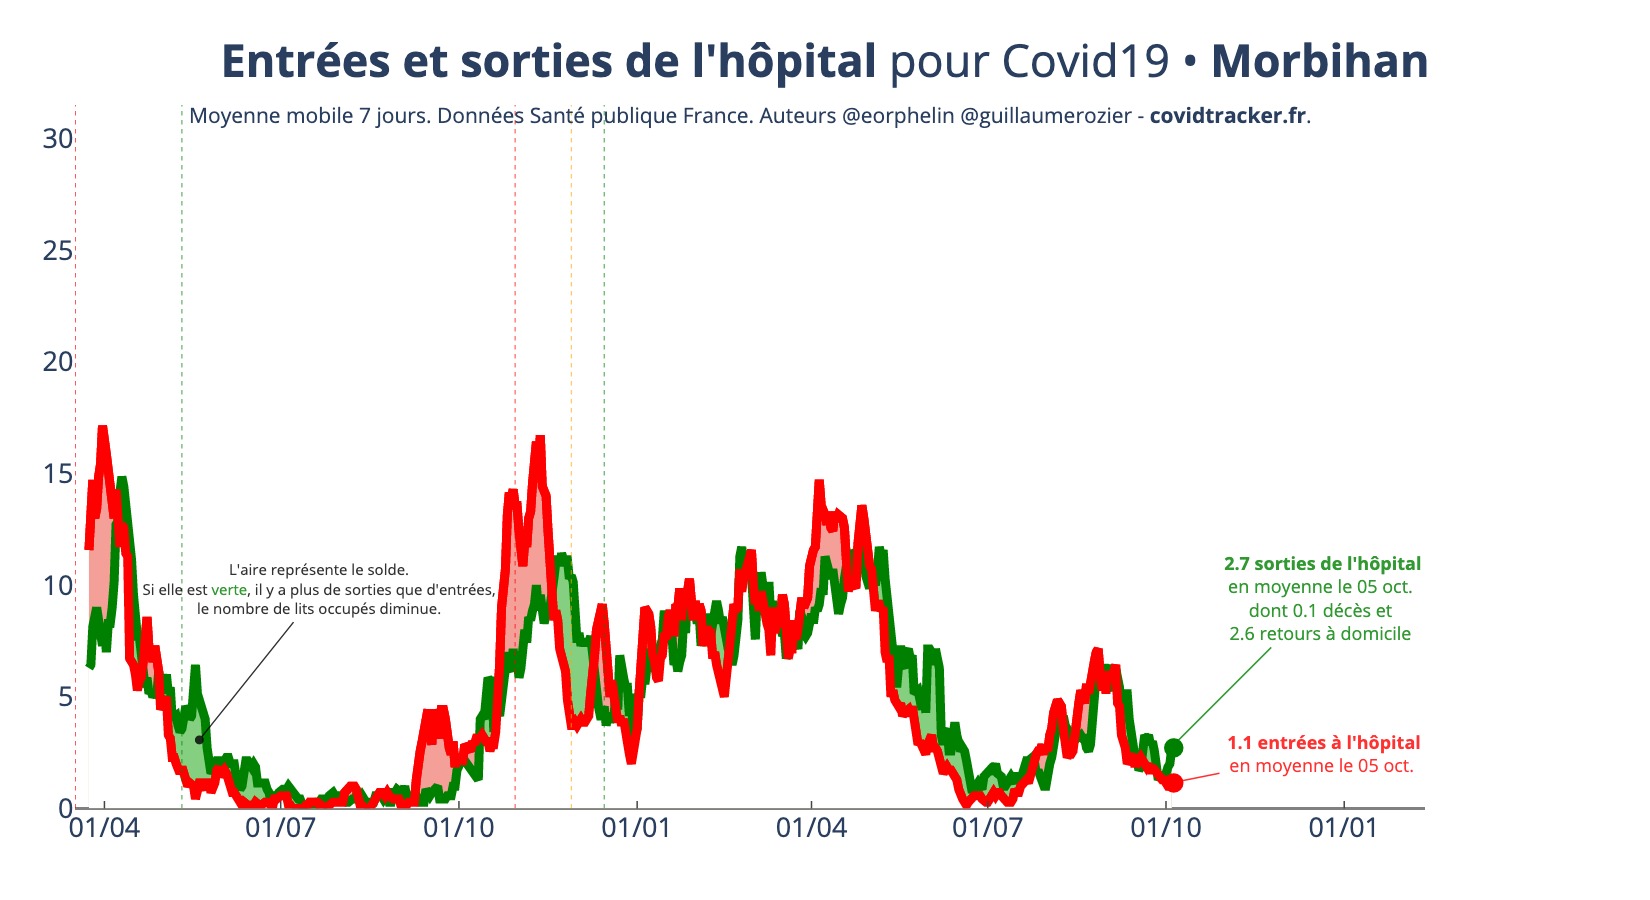 Entrées et sorties de l'hôpital pour Covid19 • Morbihan
Moyenne mobile 7 jours. Données Santé publique France. Auteurs @eorphelin @guillaumerozier - covidtracker.fr.
30
25
20
15
10
5
0
L'aire représente le solde.
Si elle est verte, il y a plus de sorties que d'entrées,
le nombre de lits occupés diminue.
2.7 sorties de l'hôpital
en moyenne le 05 oct.
dont 0.1 décès et
2.6 retours à domicile
1.1 entrées à l'hôpital
en moyenne le 05 oct.
01/04 01/07 01/10 01/01 01/04 01/07 01/10 01/01